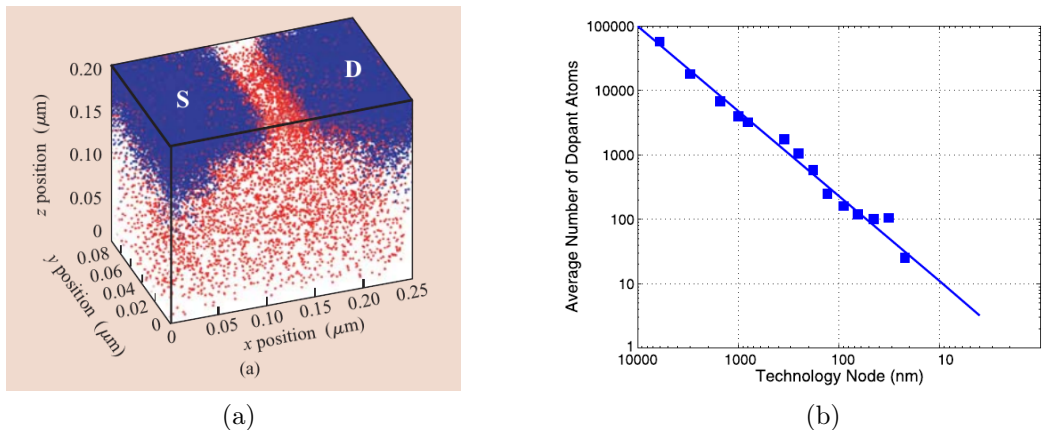 S
D
z position (μm)
0.20
0.15
0.10
0.05
0
y position (μm)
0.08
0.06
0.04
0.02
0
0
0.05
0.10
0.15
0.20
0.25
x position (μm)
(a)
(a)
Average Number of Dopant Atoms
100000
10000
1000
100
10
1
10000 1000 100 10
Technology Node (nm)
(b)